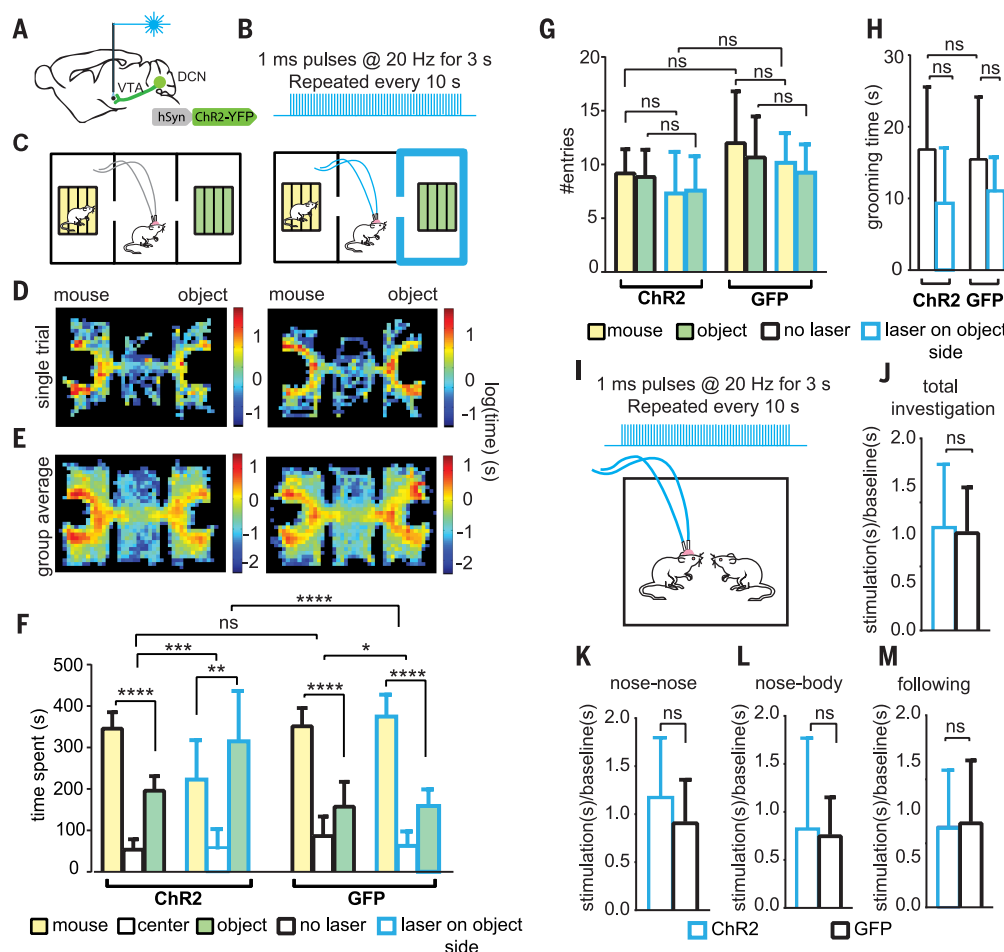 A
VTA
DCN
hSyn
ChR2-YFP
B
1 ms pulses @ 20 Hz for 3 s
Repeated every 10 s
C
D
mouse
object
mouse
object
single trial
1
0
-1
1
0
-1
log(time) (s)
E
group average
1
0
-1
-2
1
0
-1
-2
F
time spent (s)
500
400
300
200
100
0
****
***
**
ns
****
****
*
****
ChR2
GFP
mouse
center
object
no laser
laser on object
side
G
#entries
20
15
10
5
0
ns
ns
ns
ns
ns
ns
ChR2
GFP
mouse
object
no laser
laser on object
side
H
grooming time (s)
30
20
10
0
ns
ns
ns
ChR2
GFP
I
1 ms pulses @ 20 Hz for 3 s
Repeated every 10 s
J
total
investigation
stimulation(s)/baseline(s)
2.0
1.5
1.0
0.5
0.0
ns
K
nose-nose
stimulation(s)/baseline(s)
2.0
1.5
1.0
0.5
0.0
ns
L
nose-body
stimulation(s)/baseline(s)
2.0
1.5
1.0
0.5
0.0
ns
M
following
stimulation(s)/baseline(s)
2.0
1.5
1.0
0.5
0.0
ns
ChR2
GFP